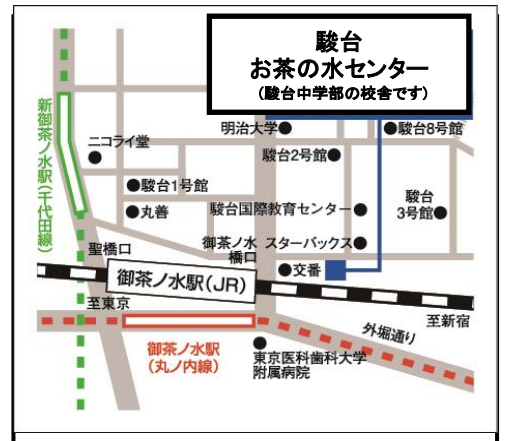 駿台
お茶の水センター
(駿台中学部の校舎です)
新御茶ノ水駅(千代田線)
ニコライ堂
明治大学
駿台8号館
駿台2号館
駿台1号館
丸善
駿台国際教育センター
駿台
3号館
聖橋口
御茶ノ水
橋口
スターバックス
交番
御茶ノ水駅(JR)
至東京
至新宿
外堀通り
御茶ノ水駅
(丸ノ内線)
東京医科歯科大学
附属病院